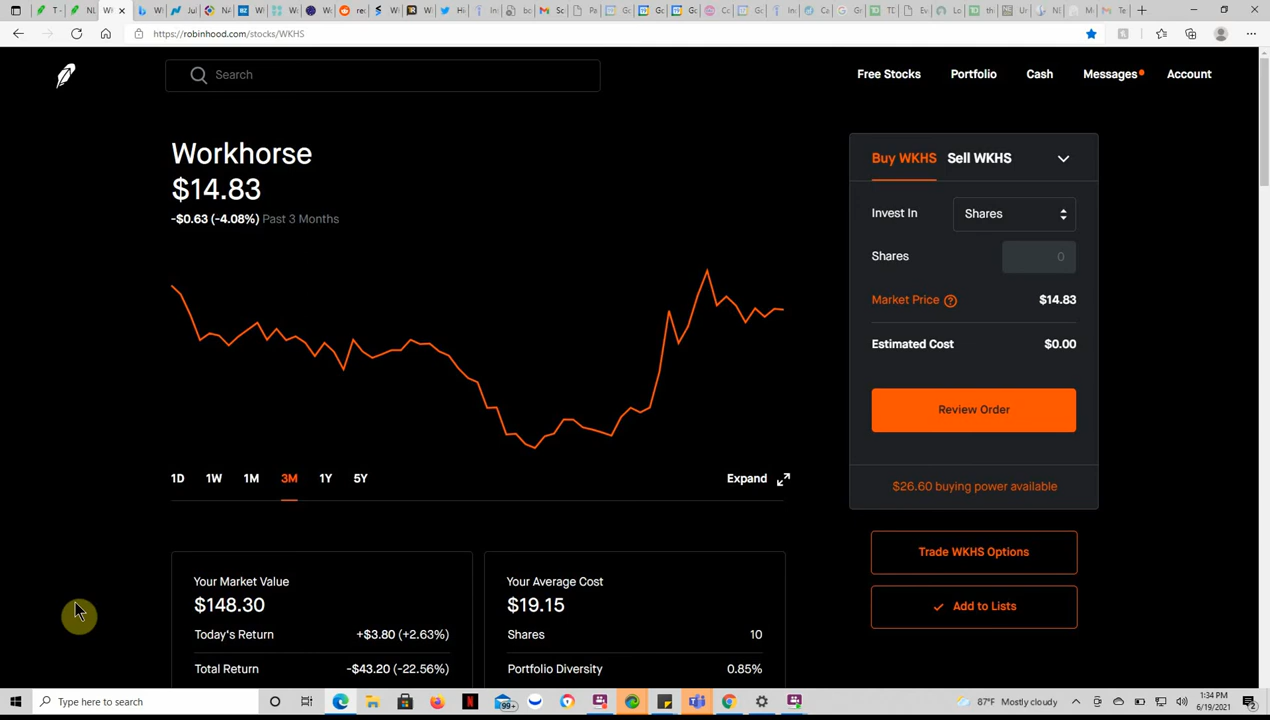 W
https://robinhood.com/stocks/WKHS
Search
Free Stocks
Portfolio
Cash
Messages
Account
Workhorse
$14.83
-$0.63 (-4.08%) Past 3 Months
1D
1W
1M
3M
1Y
5Y
Expand
Your Market Value
$148.30
Today's Return +$3.80 (+2.63%)
Total Return -$43.20 (-22.56%)
Your Average Cost
$19.15
Shares 10
Portfolio Diversity 0.85%
Buy WKHS
Sell WKHS
Invest In Shares
Shares 0
Market Price ? $14.83
Estimated Cost $0.00
Review Order
$26.60 buying power available
Trade WKHS Options
Add to Lists
Type here to search
99+
87°F Mostly cloudy
1:34 PM
6/19/2021
2